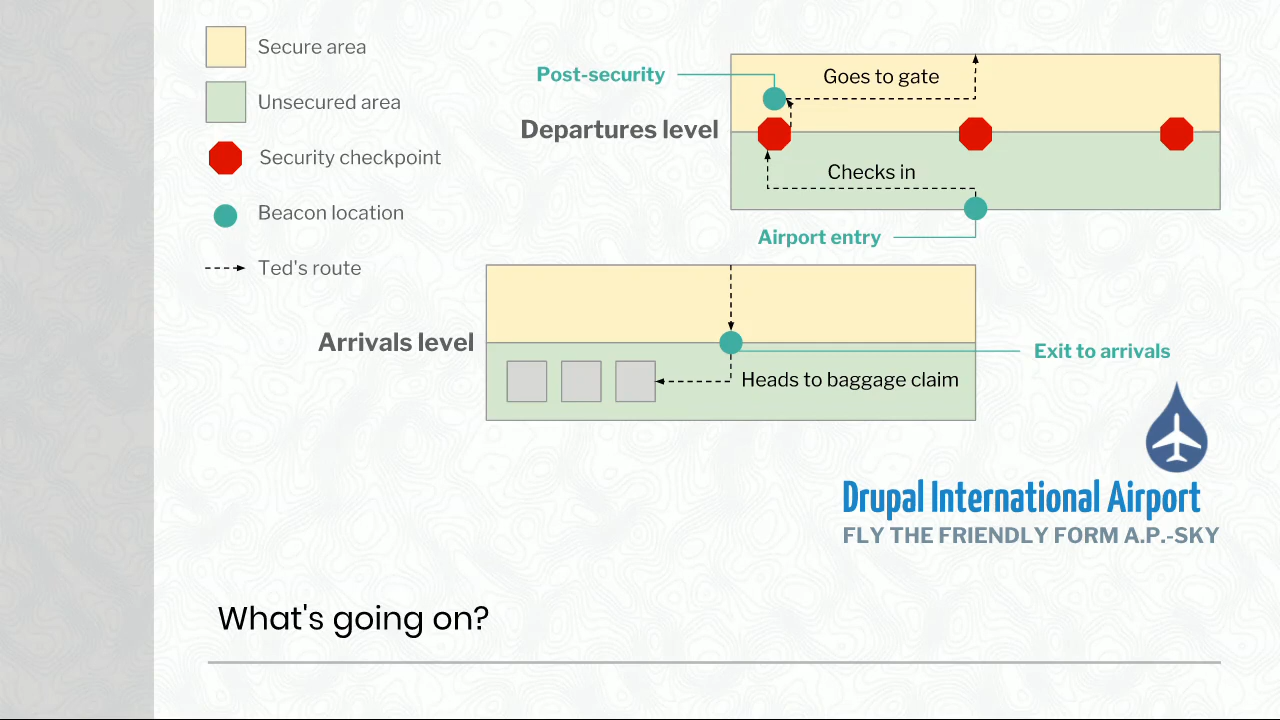 Secure area
Unsecured area
Security checkpoint
Beacon location
Ted's route
Post-security
Goes to gate
Departures level
Checks in
Airport entry
Arrivals level
Exit to arrivals
Heads to baggage claim
Drupal International Airport
FLY THE FRIENDLY FORM A.P.-SKY
What's going on?